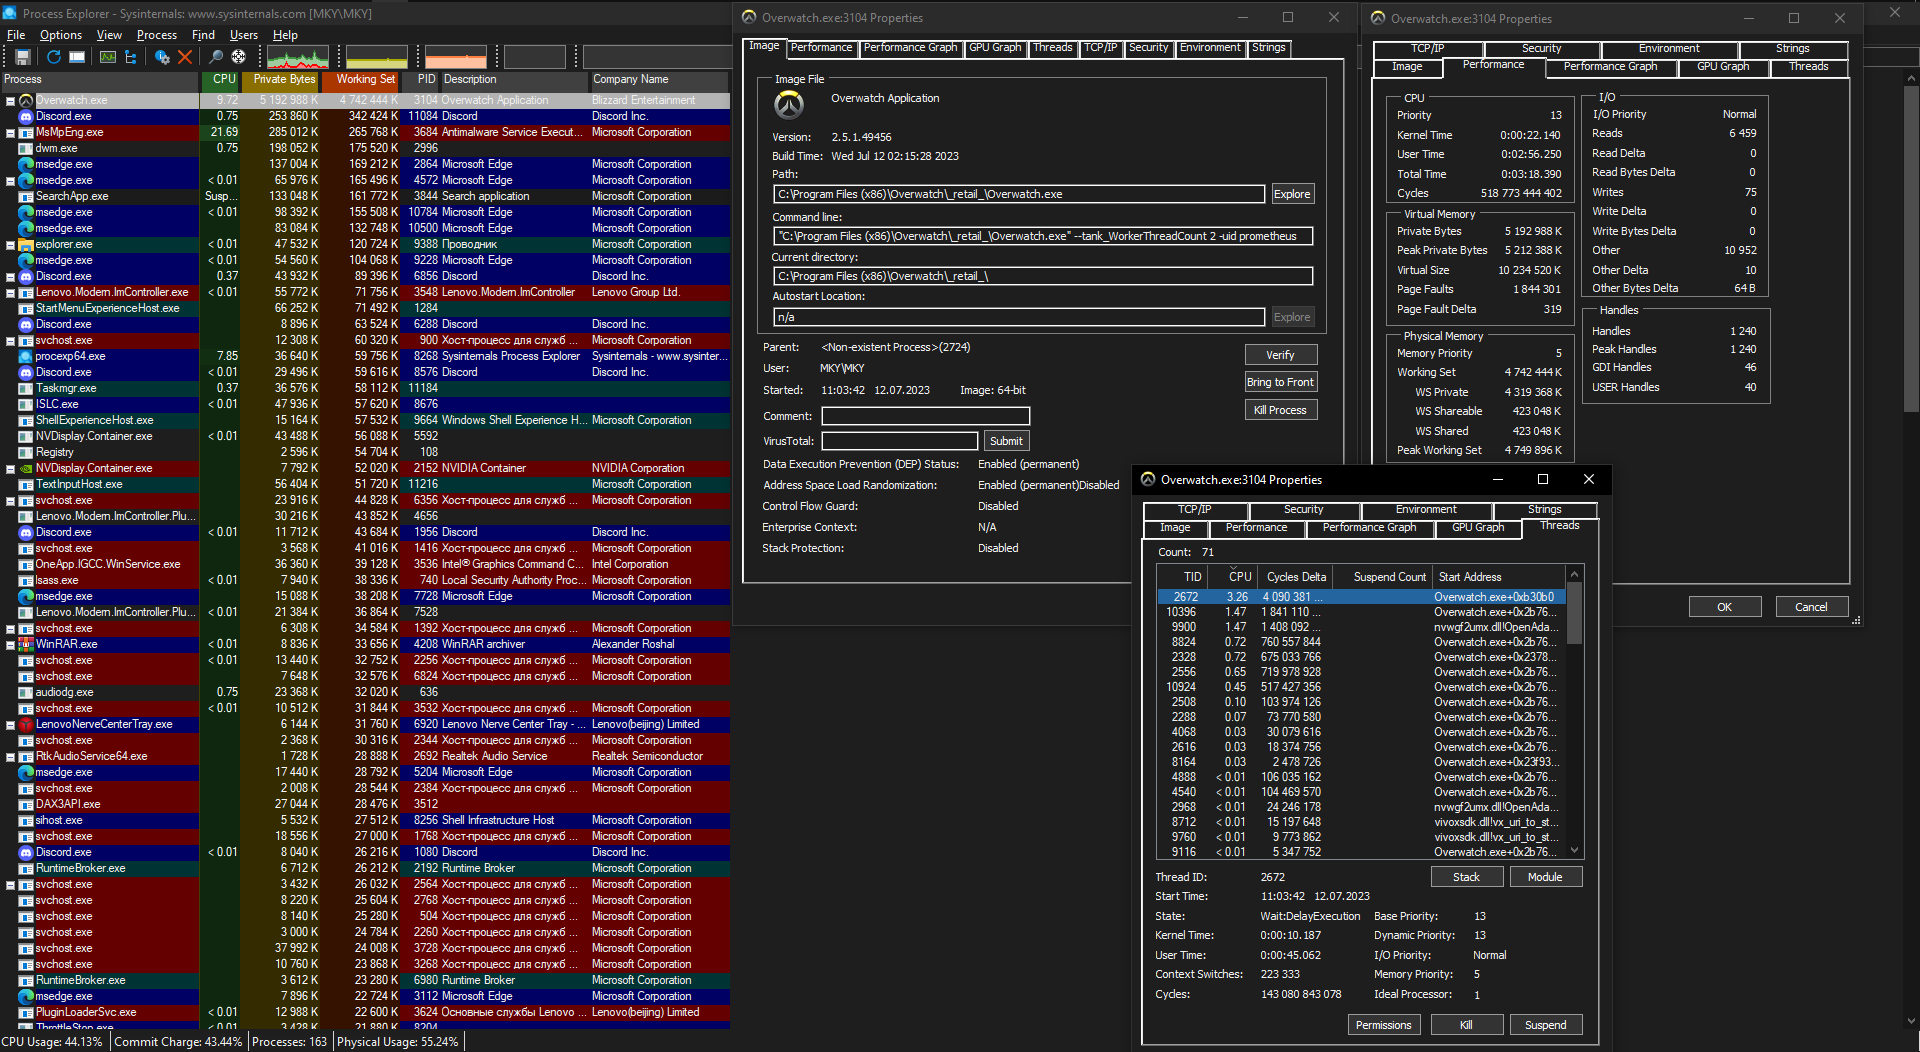 Process Explorer - Sysinternals: www.sysinternals.com [MKY\MKY]
File Options View Process Find Users Help
Process CPU Private Bytes Working Set PID Description Company Name
Overwatch.exe 9.72 5 192 988 K 4 742 444 K 3104 Overwatch Application Blizzard Entertainment
Discord.exe 0.75 253 860 K 342 424 K 11084 Discord Discord Inc.
MsMpEng.exe 21.69 285 012 K 265 768 K 3684 Antimalware Service Execut... Microsoft Corporation
dwm.exe 0.75 198 052 K 175 520 K 2996
msedge.exe 137 004 K 169 212 K 2864 Microsoft Edge Microsoft Corporation
msedge.exe < 0.01 65 976 K 165 496 K 4572 Microsoft Edge Microsoft Corporation
SearchApp.exe Susp... 133 048 K 161 772 K 3844 Search application Microsoft Corporation
msedge.exe < 0.01 98 392 K 155 508 K 10784 Microsoft Edge Microsoft Corporation
msedge.exe 83 084 K 132 748 K 10500 Microsoft Edge Microsoft Corporation
explorer.exe < 0.01 47 532 K 120 724 K 9388 Проводник Microsoft Corporation
msedge.exe < 0.01 54 560 K 104 068 K 9228 Microsoft Edge Microsoft Corporation
Discord.exe 0.37 43 932 K 89 396 K 6856 Discord Discord Inc.
Lenovo.Modern.ImController.exe < 0.01 55 772 K 71 756 K 3548 Lenovo.Modern.ImController Lenovo Group Ltd.
StartMenuExperienceHost.exe 66 252 K 71 492 K 1284
Discord.exe 8 896 K 63 524 K 6288 Discord Discord Inc.
svchost.exe 12 308 K 60 320 K 900 Хост-процесс для служб ... Microsoft Corporation
procexp64.exe 7.85 36 640 K 59 756 K 8268 Sysinternals Process Explorer Sysinternals - www.sysinter...
Discord.exe < 0.01 29 496 K 59 616 K 8576 Discord Discord Inc.
Taskmgr.exe 0.37 36 576 K 58 112 K 11184
ISLC.exe < 0.01 47 936 K 57 620 K 8676
ShellExperienceHost.exe 15 164 K 57 532 K 9664 Windows Shell Experience H... Microsoft Corporation
NVDisplay.Container.exe < 0.01 43 488 K 56 088 K 5592
Registry 2 596 K 54 704 K 108
NVDisplay.Container.exe 7 792 K 52 020 K 2152 NVIDIA Container NVIDIA Corporation
TextInputHost.exe 56 404 K 51 720 K 11216 Microsoft Corporation
svchost.exe 23 916 K 44 828 K 6356 Хост-процесс для служб ... Microsoft Corporation
Lenovo.Modern.ImController.Plu... 30 216 K 43 852 K 4656
Discord.exe < 0.01 11 712 K 43 684 K 1956 Discord Discord Inc.
svchost.exe 3 568 K 41 016 K 1416 Хост-процесс для служб ... Microsoft Corporation
OneApp.IGCC.WinService.exe 36 360 K 39 128 K 3536 Intel® Graphics Command C... Intel Corporation
lsass.exe < 0.01 7 940 K 38 336 K 740 Local Security Authority Proc... Microsoft Corporation
msedge.exe 15 088 K 38 208 K 7728 Microsoft Edge Microsoft Corporation
Lenovo.Modern.ImController.Plu... < 0.01 21 384 K 36 864 K 7528
svchost.exe 6 308 K 34 584 K 1392 Хост-процесс для служб ... Microsoft Corporation
WinRAR.exe < 0.01 8 836 K 33 656 K 4208 WinRAR archiver Alexander Roshal
svchost.exe < 0.01 13 440 K 32 752 K 2256 Хост-процесс для служб ... Microsoft Corporation
svchost.exe 7 648 K 32 576 K 6824 Хост-процесс для служб ... Microsoft Corporation
audiodg.exe 0.75 23 368 K 32 020 K 636
svchost.exe < 0.01 10 512 K 31 844 K 3532 Хост-процесс для служб ... Microsoft Corporation
LenovoNerveCenterTray.exe 6 144 K 31 760 K 6920 Lenovo Nerve Center Tray - ... Lenovo(beijing) Limited
svchost.exe 2 368 K 30 316 K 2344 Хост-процесс для служб ... Microsoft Corporation
RtkAudioService64.exe 1 728 K 28 888 K 2692 Realtek Audio Service Realtek Semiconductor
msedge.exe 17 440 K 28 792 K 5204 Microsoft Edge Microsoft Corporation
svchost.exe 2 008 K 28 544 K 2384 Хост-процесс для служб ... Microsoft Corporation
DAX3API.exe 27 044 K 28 476 K 3512
sihost.exe 5 532 K 27 512 K 8256 Shell Infrastructure Host Microsoft Corporation
svchost.exe 18 556 K 27 000 K 1768 Хост-процесс для служб ... Microsoft Corporation
Discord.exe < 0.01 8 040 K 26 216 K 1080 Discord Discord Inc.
RuntimeBroker.exe 6 712 K 26 212 K 2192 Runtime Broker Microsoft Corporation
svchost.exe 3 432 K 26 032 K 2564 Хост-процесс для служб ... Microsoft Corporation
svchost.exe 8 220 K 25 604 K 2768 Хост-процесс для служб ... Microsoft Corporation
svchost.exe 8 140 K 25 280 K 504 Хост-процесс для служб ... Microsoft Corporation
svchost.exe 3 000 K 24 784 K 2260 Хост-процесс для служб ... Microsoft Corporation
svchost.exe 37 992 K 24 008 K 3728 Хост-процесс для служб ... Microsoft Corporation
svchost.exe 10 760 K 23 868 K 3268 Хост-процесс для служб ... Microsoft Corporation
RuntimeBroker.exe 3 612 K 23 280 K 6980 Runtime Broker Microsoft Corporation
msedge.exe 7 896 K 22 724 K 3112 Microsoft Edge Microsoft Corporation
PluginLoaderSvc.exe < 0.01 12 988 K 22 600 K 3624 Основные службы Lenovo ... Lenovo(beijing) Limited
ThrottleStop.exe < 0.01 3 428 K 21 880 K 8204
CPU Usage: 44.13% Commit Charge: 43.44% Processes: 163 Physical Usage: 55.24%
Overwatch.exe:3104 Properties
Image Performance Performance Graph GPU Graph Threads TCP/IP Security Environment Strings
Image File
Overwatch Application
Version: 2.5.1.49456
Build Time: Wed Jul 12 02:15:28 2023
Path:
C:\Program Files (x86)\Overwatch\_retail_\Overwatch.exe Explore
Command line:
"C:\Program Files (x86)\Overwatch\_retail_\Overwatch.exe" --tank_WorkerThreadCount 2 -uid prometheus
Current directory:
C:\Program Files (x86)\Overwatch\_retail_\
Autostart Location:
n/a Explore
Parent: <Non-existent Process>(2724)
Verify
User: MKY\MKY
Bring to Front
Started: 11:03:42 12.07.2023 Image: 64-bit
Kill Process
Comment:
VirusTotal: Submit
Data Execution Prevention (DEP) Status: Enabled (permanent)
Address Space Load Randomization: Enabled (permanent)Disabled
Control Flow Guard: Disabled
Enterprise Context: N/A
Stack Protection: Disabled
Overwatch.exe:3104 Properties
TCP/IP Security Environment Strings
Image Performance Performance Graph GPU Graph Threads
CPU
Priority 13
Kernel Time 0:00:22.140
User Time 0:02:56.250
Total Time 0:03:18.390
Cycles 518 773 444 402
Virtual Memory
Private Bytes 5 192 988 K
Peak Private Bytes 5 212 388 K
Virtual Size 10 234 520 K
Page Faults 1 844 301
Page Fault Delta 319
Physical Memory
Memory Priority 5
Working Set 4 742 444 K
WS Private 4 319 368 K
WS Shareable 423 048 K
WS Shared 423 048 K
Peak Working Set 4 749 896 K
I/O
I/O Priority Normal
Reads 6 459
Read Delta 0
Read Bytes Delta 0
Writes 75
Write Delta 0
Write Bytes Delta 0
Other 10 952
Other Delta 10
Other Bytes Delta 64 B
Handles
Handles 1 240
Peak Handles 1 240
GDI Handles 46
USER Handles 40
OK Cancel
Overwatch.exe:3104 Properties
TCP/IP Security Environment Strings
Image Performance Performance Graph GPU Graph Threads
Count: 71
TID CPU Cycles Delta Suspend Count Start Address
2672 3.26 4 090 381 ... Overwatch.exe+0xb30b0
10396 1.47 1 841 110 ... Overwatch.exe+0x2b76...
9900 1.47 1 408 092 ... nvwgf2umx.dll!OpenAda...
8824 0.72 760 557 844 Overwatch.exe+0x2b76...
2328 0.72 675 033 766 Overwatch.exe+0x2378...
2556 0.65 719 978 928 Overwatch.exe+0x2b76...
10924 0.45 517 427 356 Overwatch.exe+0x2b76...
2508 0.10 103 974 126 Overwatch.exe+0x2b76...
2288 0.07 73 770 580 Overwatch.exe+0x2b76...
4068 0.03 30 079 616 Overwatch.exe+0x2b76...
2616 0.03 18 374 756 Overwatch.exe+0x2b76...
8164 0.03 2 478 726 Overwatch.exe+0x23f93...
4888 < 0.01 106 035 162 Overwatch.exe+0x2b76...
4540 < 0.01 104 469 570 Overwatch.exe+0x2b76...
2968 < 0.01 24 246 178 nvwgf2umx.dll!OpenAda...
8712 < 0.01 15 197 648 vivoxsdk.dll!vx_uri_to_st...
9760 < 0.01 9 773 862 vivoxsdk.dll!vx_uri_to_st...
9116 < 0.01 5 347 752 Overwatch.exe+0x2b76...
Thread ID: 2672 Stack Module
Start Time: 11:03:42 12.07.2023
State: Wait:DelayExecution Base Priority: 13
Kernel Time: 0:00:10.187 Dynamic Priority: 13
User Time: 0:00:45.062 I/O Priority: Normal
Context Switches: 223 333 Memory Priority: 5
Cycles: 143 080 843 078 Ideal Processor: 1
Permissions Kill Suspend